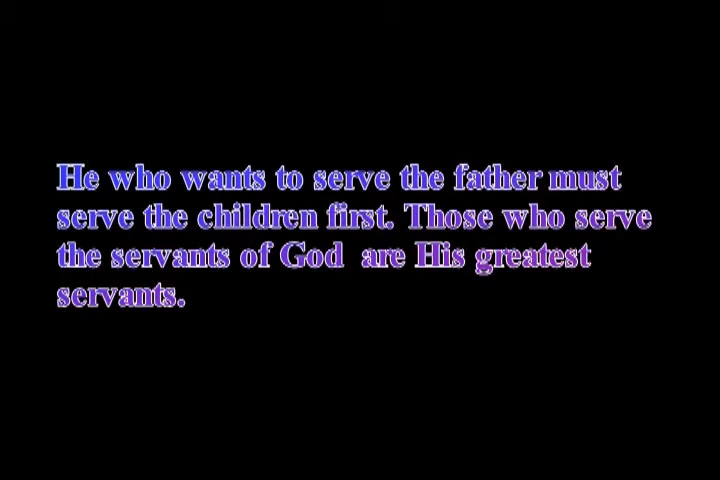 He who wants to serve the father must
serve the children first. Those who serve
the servants of God  are His greatest
servants.